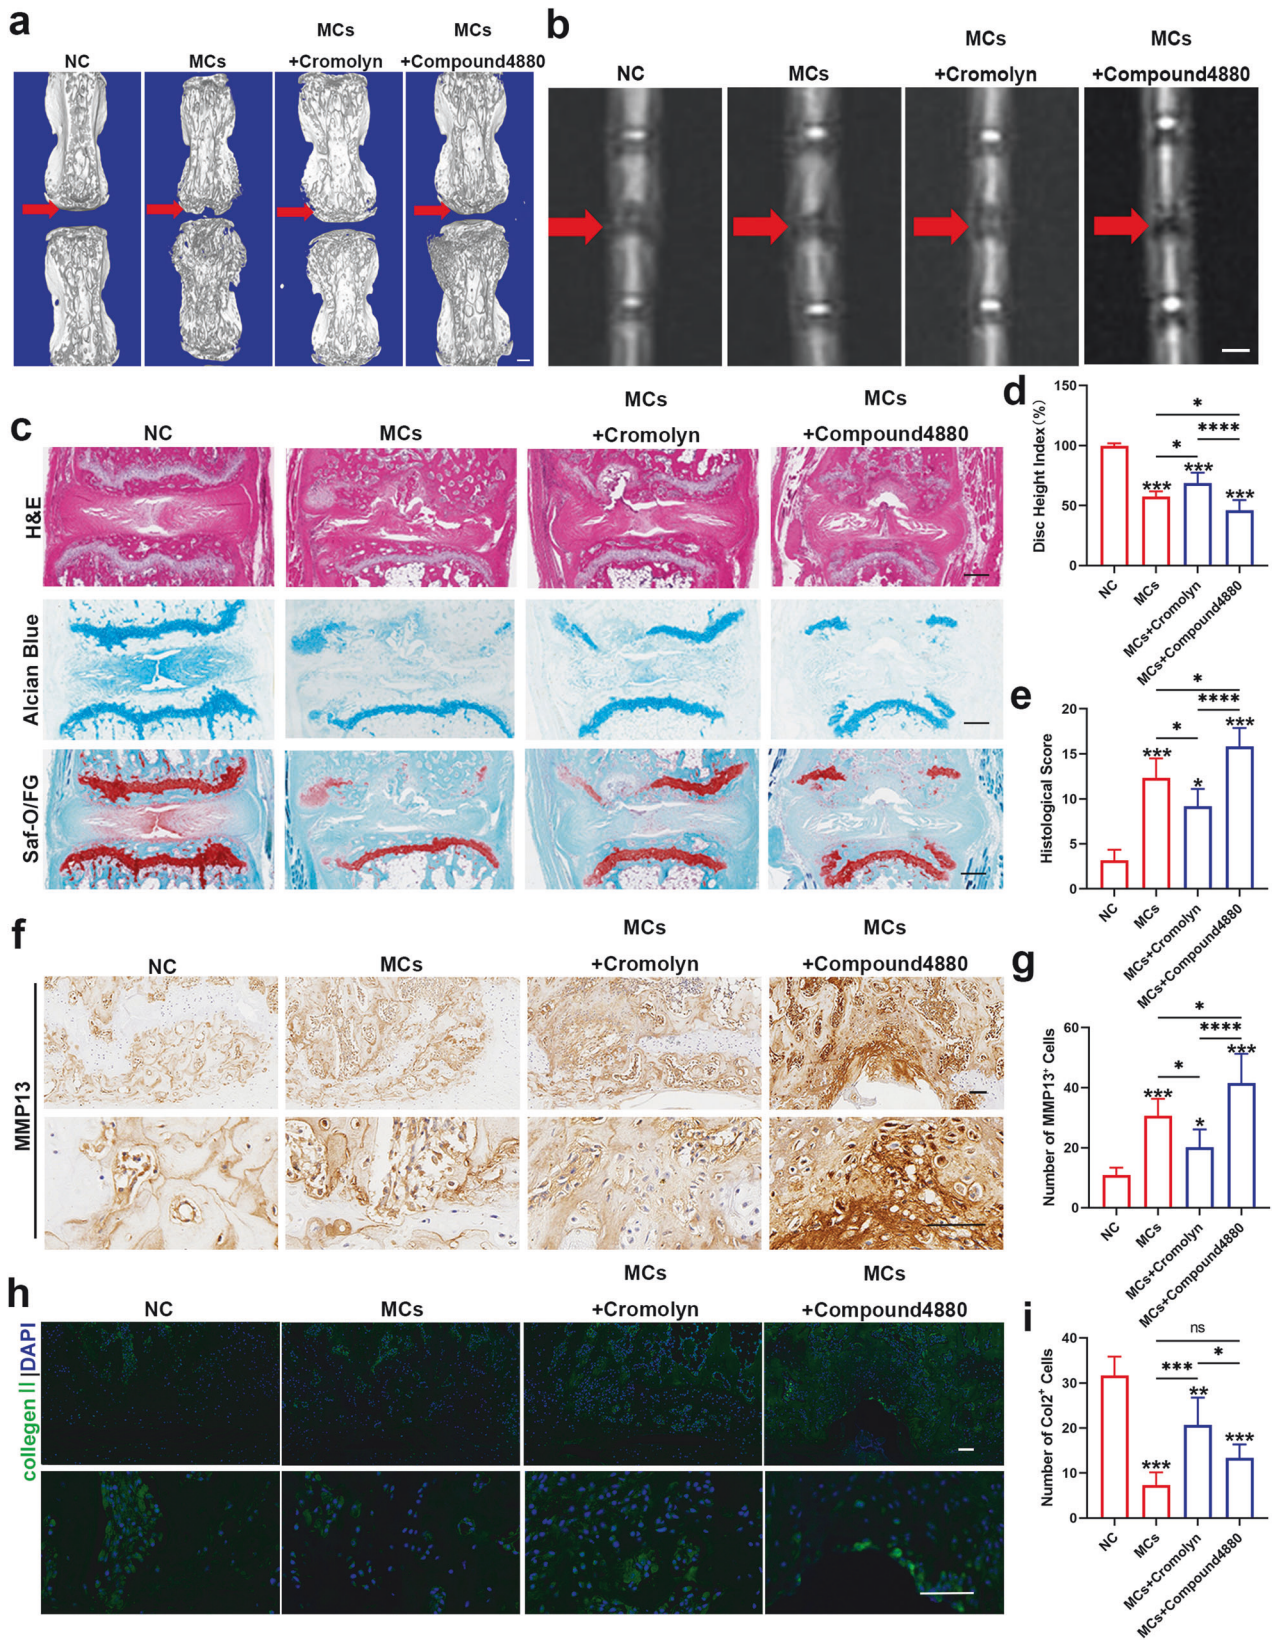 a
NC
MCs
MCs
+Cromolyn
MCs
+Compound4880
b
NC
MCs
MCs
+Cromolyn
MCs
+Compound4880
c
NC
MCs
MCs
+Cromolyn
MCs
+Compound4880
H&E
Alcian Blue
Saf-O/FG
d
Disc Height Index(%)
150
100
50
0
*
****
*
***
***
***
NC
MCs
MCs+Cromolyn
MCs+Compound4880
e
Histological Score
20
15
10
5
0
*
****
*
***
*
***
NC
MCs
MCs+Cromolyn
MCs+Compound4880
f
NC
MCs
MCs
+Cromolyn
MCs
+Compound4880
MMP13
g
Number of MMP13+ Cells
60
40
20
0
*
****
*
***
*
***
NC
MCs
MCs+Cromolyn
MCs+Compound4880
h
NC
MCs
MCs
+Cromolyn
MCs
+Compound4880
collegen II|DAPI
i
Number of Col2+ Cells
40
30
20
10
0
ns
***
*
***
**
***
NC
MCs
MCs+Cromolyn
MCs+Compound4880